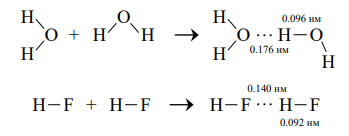 H H O + H O H → H H O ··· H–O H 0.096 нм 0.176 нм
H–F + H–F → H–F ··· H–F 0.140 нм 0.092 нм